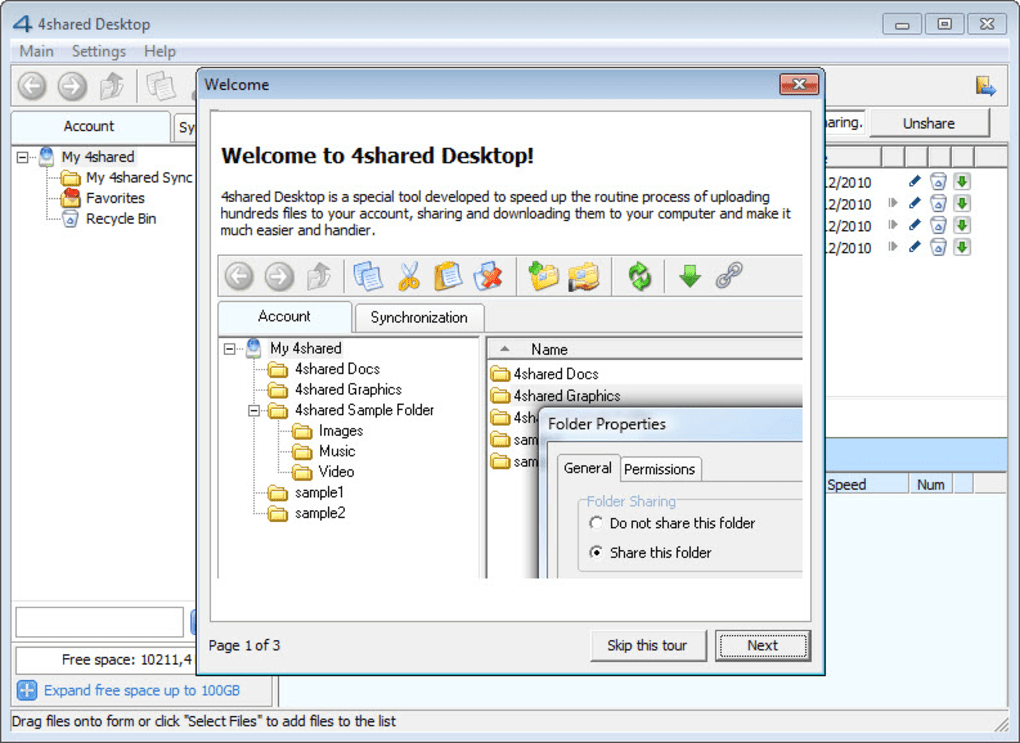 4shared Desktop
Main Settings Help
Account
My 4shared
My 4shared Sync
Favorites
Recycle Bin
Free space: 10211,4
Expand free space up to 100GB
Drag files onto form or click "Select Files" to add files to the list
Welcome
Welcome to 4shared Desktop!
4shared Desktop is a special tool developed to speed up the routine process of uploading
hundreds files to your account, sharing and downloading them to your computer and make it
much easier and handier.
Account Synchronization
My 4shared
4shared Docs
4shared Graphics
4shared Sample Folder
Images
Music
Video
sample1
sample2
Name
4shared Docs
4shared Graphics
Folder Properties
General Permissions
Folder Sharing
Do not share this folder
Share this folder
Page 1 of 3
Skip this tour Next
Unshare
12/2010
12/2010
12/2010
12/2010
Speed Num